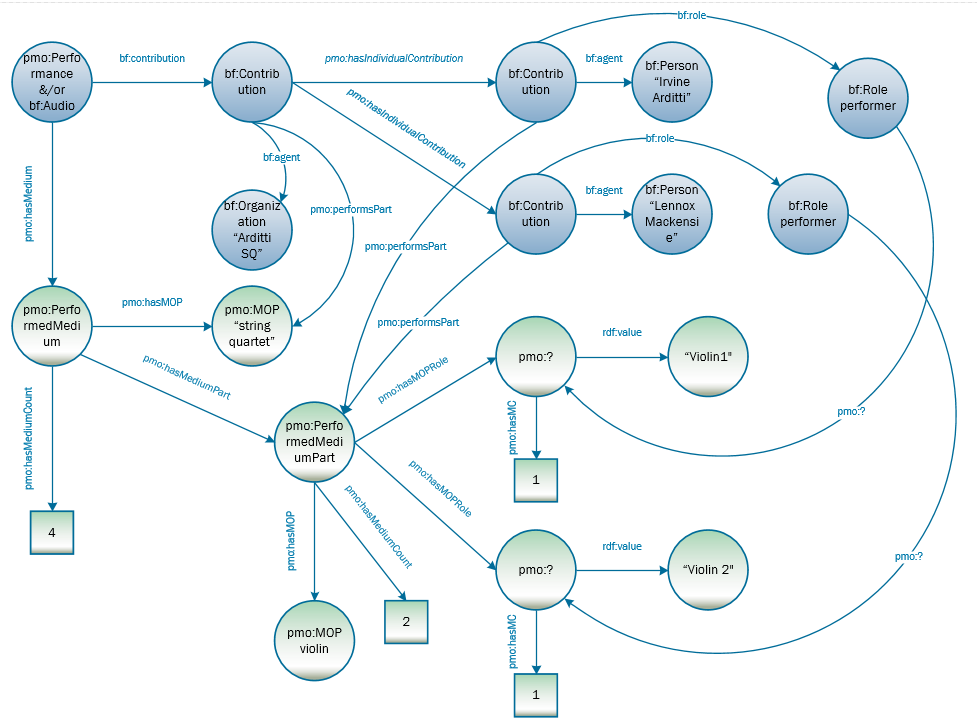 bf:role
pmo:Perfo
rmance
&/or
bf:Audio
bf:contribution
bf:Contrib
ution
pmo:hasIndividualContribution
bf:Contrib
ution
bf:agent
bf:Person
“Irvine
Arditti”
bf:Role
performer
pmo:hasIndividualContribution
bf:role
bf:agent
pmo:hasMedium
bf:Organiz
ation
“Arditti
SQ”
pmo:performsPart
bf:Contrib
ution
bf:agent
bf:Person
“Lennox
Mackensi
e”
bf:Role
performer
pmo:performsPart
pmo:Perfo
rmedMedi
um
pmo:hasMOP
pmo:MOP
“string
quartet”
pmo:performsPart
pmo:?
rdf:value
“Violin1"
pmo:hasMediumPart
pmo:hasMOPRole
pmo:hasMediumCount
pmo:hasMC
pmo:?
pmo:Perfo
rmedMedi
umPart
1
pmo:hasMOPRole
4
pmo:hasMOP
pmo:hasMediumCount
pmo:?
rdf:value
“Violin 2"
pmo:?
pmo:MOP
violin
2
pmo:hasMC
1